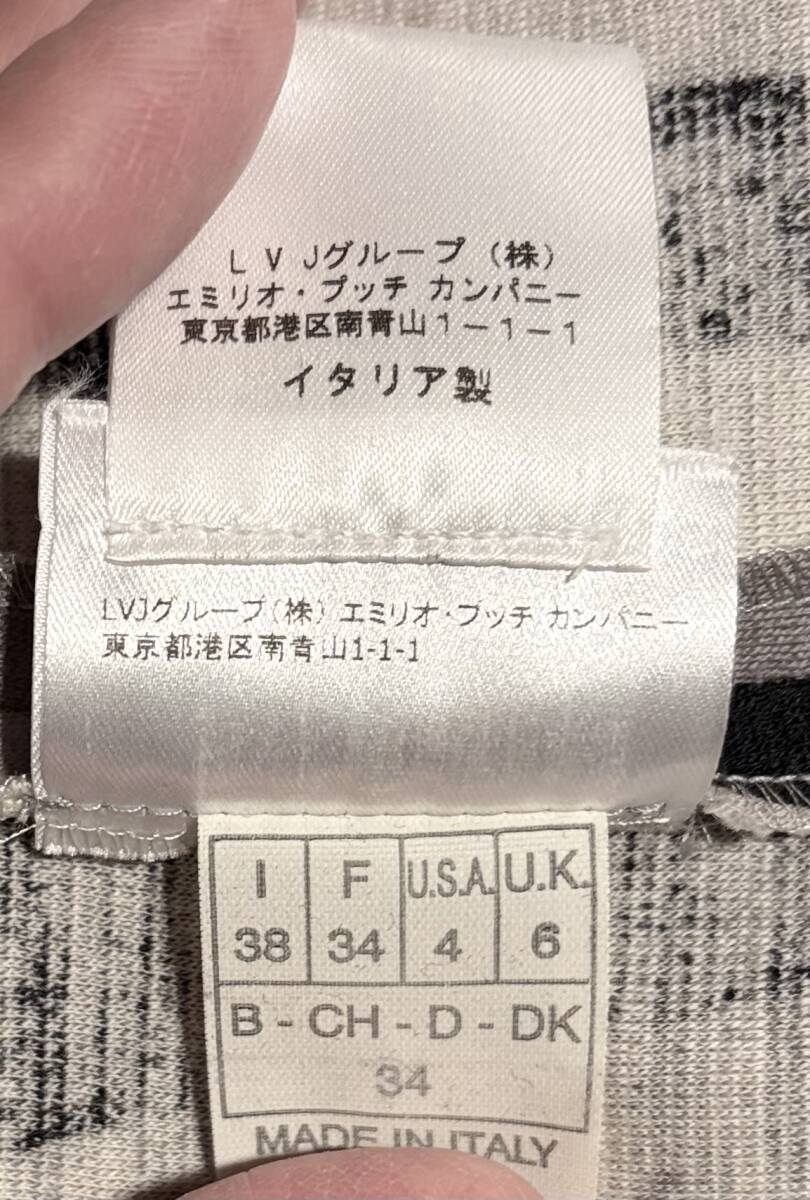 LVJグループ（株）
エミリオ・プッチ カンパニー
東京都港区南青山1－1－1
イタリア製
LVJグループ（株）エミリオ・プッチ カンパニー
東京都港区南青山1-1-1
I F U.S.A. U.K.
38 34 4 6
B - CH - D - DK
34
MADE IN ITALY